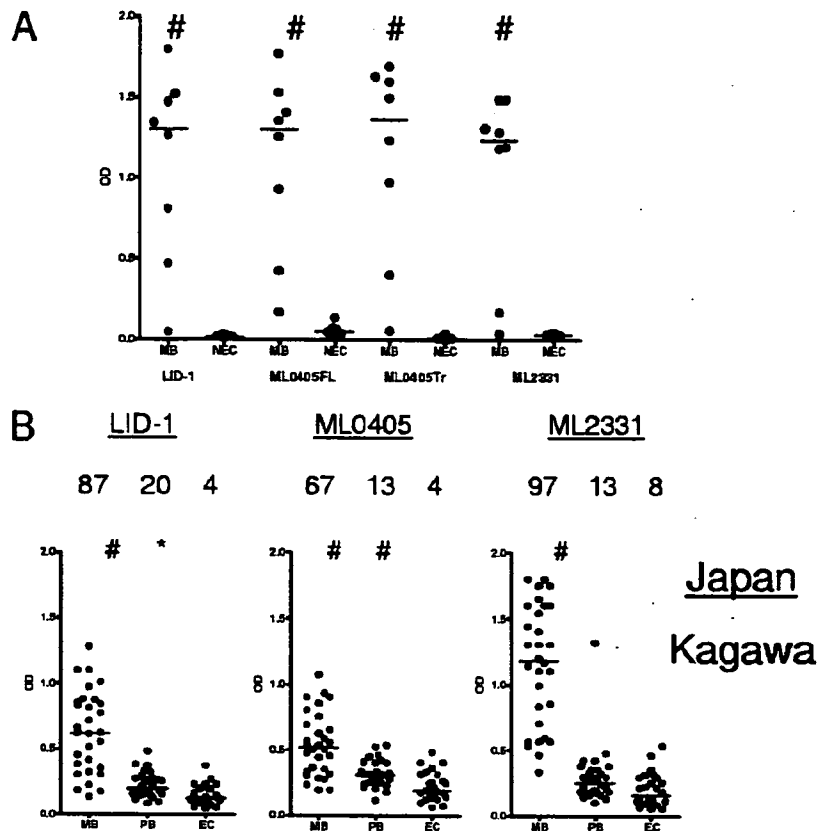 A
# # # #
2.0
1.5
OD
1.0
0.5
0.0
MB NEC MB NEC MB NEC MB NEC
LID-1 ML0405FL ML0405Tr ML2331
B
LID-1 ML0405 ML2331
87 20 4 67 13 4 97 13 8
# * # # #
2.0 2.0 2.0
1.5 1.5 1.5
Japan
Kagawa
1.0 1.0 1.0
OD OD OD
0.5 0.5 0.5
0.0 0.0 0.0
MB PB EC MB PB EC MB PB EC